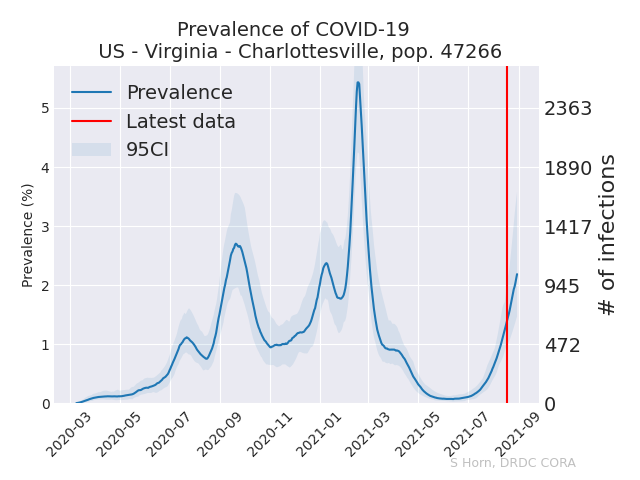 Prevalence of COVID-19
US - Virginia - Charlottesville, pop. 47266
Prevalence
Latest data
95CI
Prevalence (%)
5
4
3
2
1
0
2363
1890
1417
945
472
0
# of infections
2020-03
2020-05
2020-07
2020-09
2020-11
2021-01
2021-03
2021-05
2021-07
2021-09
S Horn, DRDC CORA